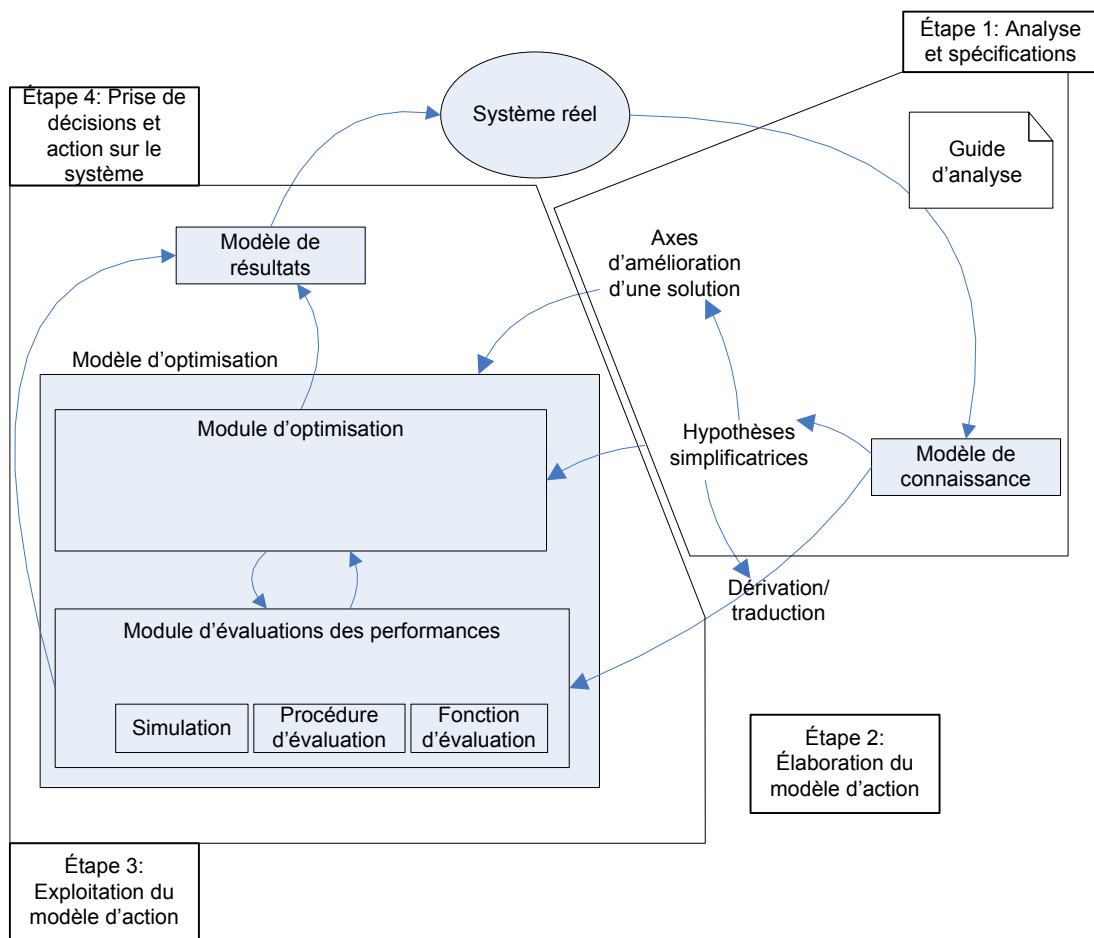 Étape 1: Analyse
et spécifications
Étape 4: Prise de
décisions et
action sur le
système
Système réel
Guide
d’analyse
Modèle de
résultats
Axes
d’amélioration
d’une solution
Modèle d’optimisation
Module d’optimisation
Hypothèses
simplificatrices
Modèle de
connaissance
Dérivation/
traduction
Module d’évaluations des performances
Simulation
Procédure
d’évaluation
Fonction
d’évaluation
Étape 2:
Élaboration du
modèle d’action
Étape 3:
Exploitation du
modèle d’action